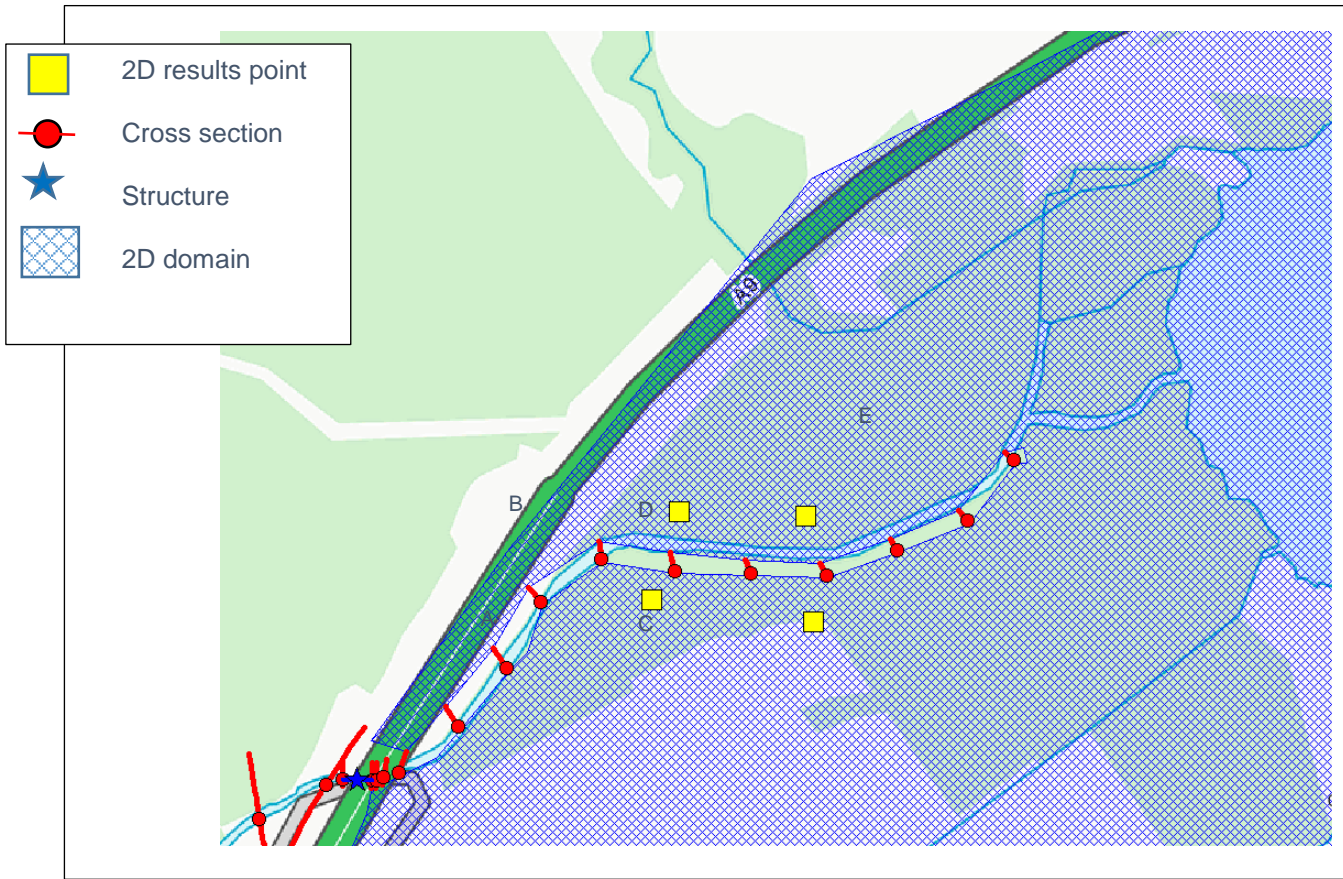 2D results point
Cross section
Structure
2D domain
A9
E
B
D
A
C